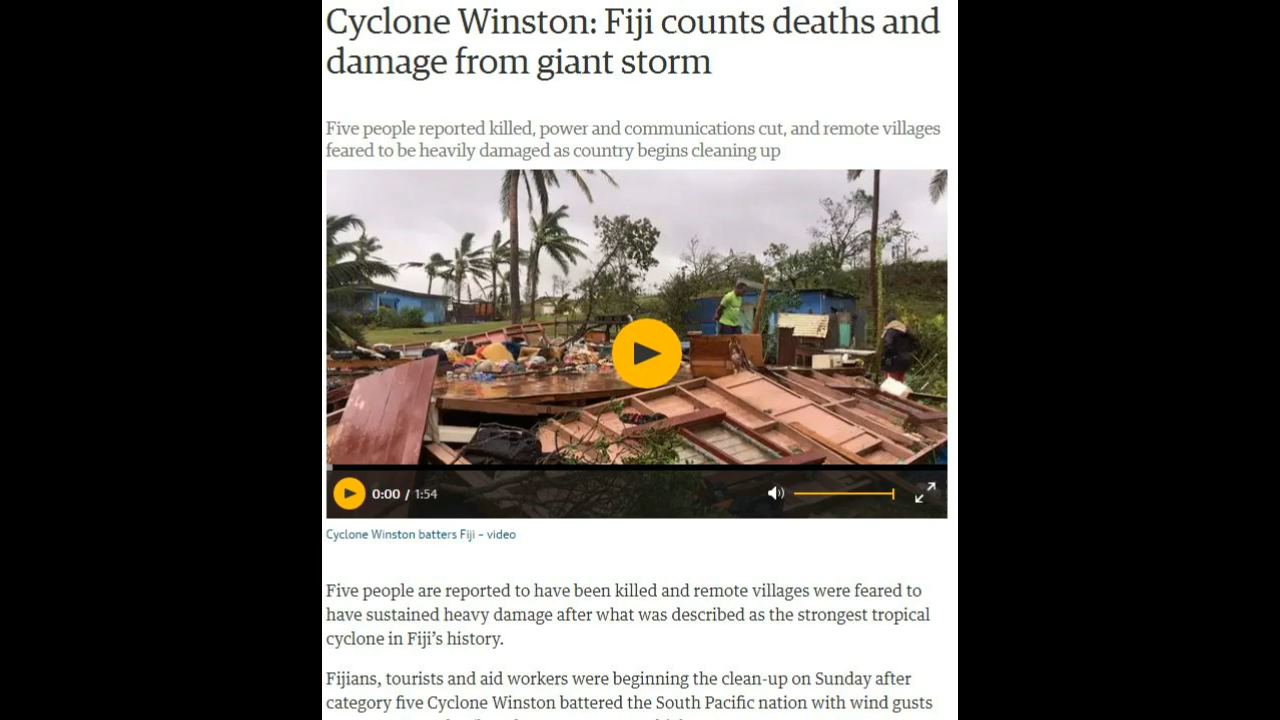 Cyclone Winston: Fiji counts deaths and
damage from giant storm
Five people reported killed, power and communications cut, and remote villages
feared to be heavily damaged as country begins cleaning up
0:00 / 1:54
Cyclone Winston batters Fiji – video
Five people are reported to have been killed and remote villages were feared to
have sustained heavy damage after what was described as the strongest tropical
cyclone in Fiji’s history.
Fijians, tourists and aid workers were beginning the clean-up on Sunday after
category five Cyclone Winston battered the South Pacific nation with wind gusts